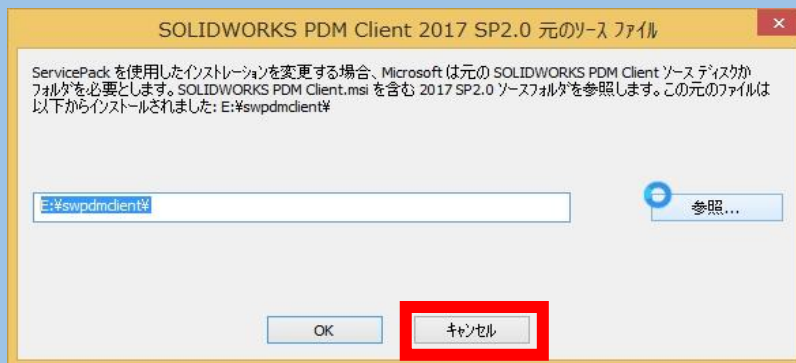 SOLIDWORKS PDM Client 2017 SP2.0 元のソース ファイル
ServicePack を使用したインストレーションを変更する場合、Microsoft は元の SOLIDWORKS PDM Client ソース ディスクか
フォルダを必要とします。SOLIDWORKS PDM Client.msi を含む 2017 SP2.0 ソースフォルダを参照します。この元のファイルは
以下からインストールされました: E:¥swpdmclient¥
E:¥swpdmclient¥
参照...
OK
キャンセル